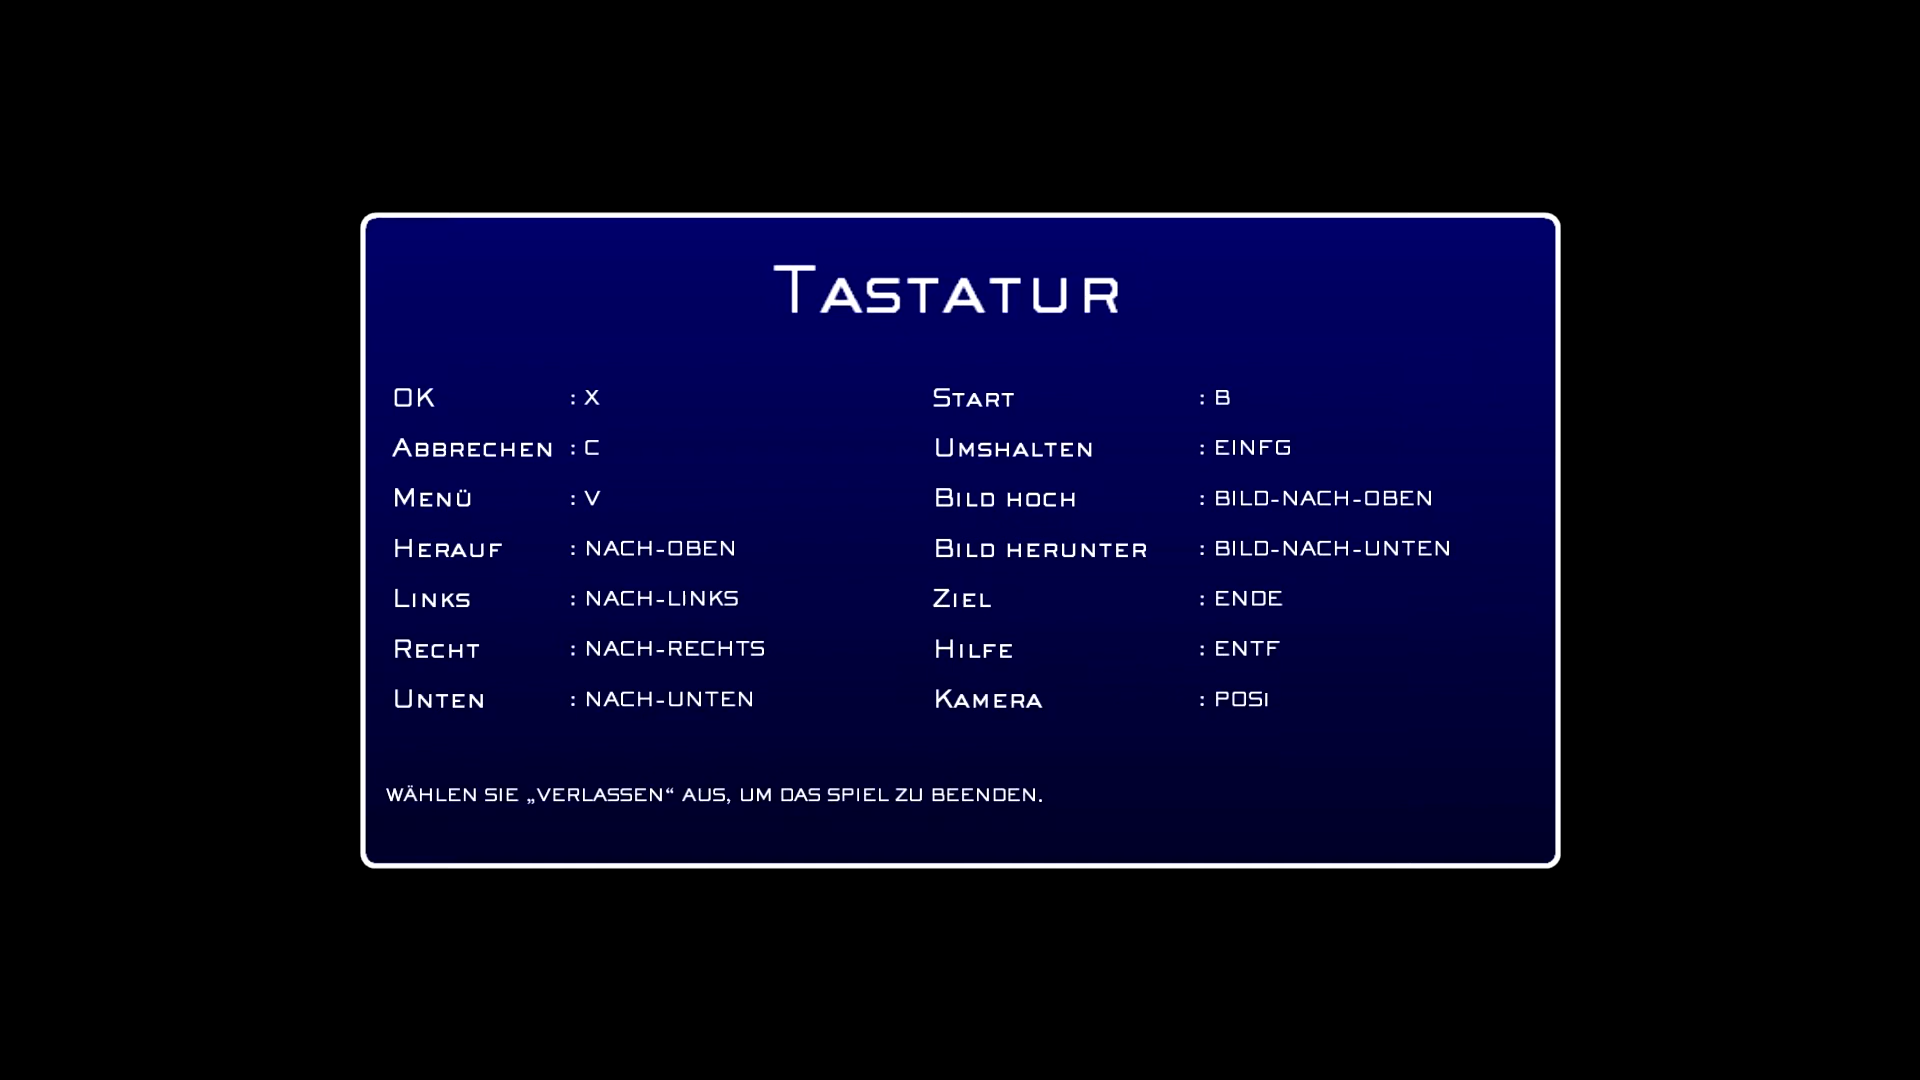 Tastatur
OK : X
Abbrechen : C
Menü : V
Herauf : NACH-OBEN
Links : NACH-LINKS
Recht : NACH-RECHTS
Unten : NACH-UNTEN
Start : B
Umshalten : EINFG
Bild hoch : BILD-NACH-OBEN
Bild herunter : BILD-NACH-UNTEN
Ziel : ENDE
Hilfe : ENTF
Kamera : POS1
WÄHLEN SIE „VERLASSEN“ AUS, UM DAS SPIEL ZU BEENDEN.